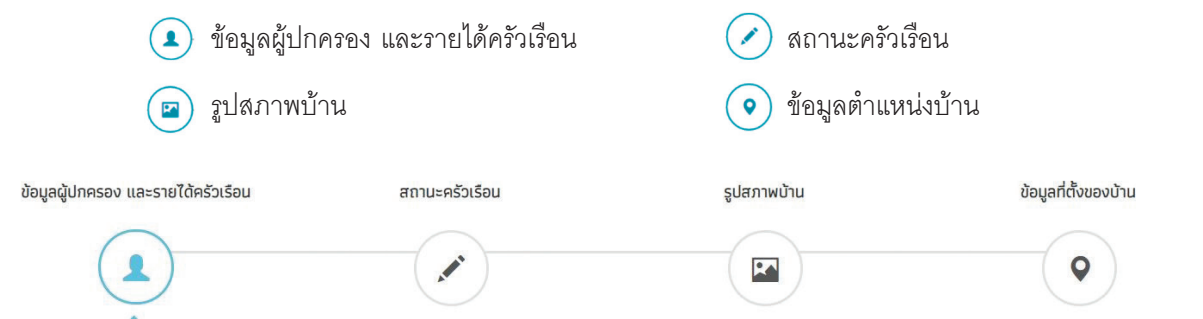 ข้อมูลผู้ปกครอง และรายได้ครัวเรือน สถานะครัวเรือน
รูปสภาพบ้าน ข้อมูลตำแหน่งบ้าน
ข้อมูลผู้ปกครอง และรายได้ครัวเรือน สถานะครัวเรือน รูปสภาพบ้าน ข้อมูลที่ตั้งของบ้าน